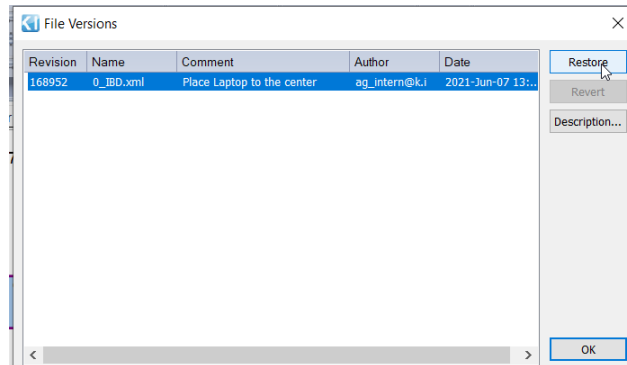 File Versions
Revision Name Comment Author Date
168952 0_IBD.xml Place Laptop to the center ag_intern@k.i 2021-Jun-07 13:..
Restore
Revert
Description...
OK